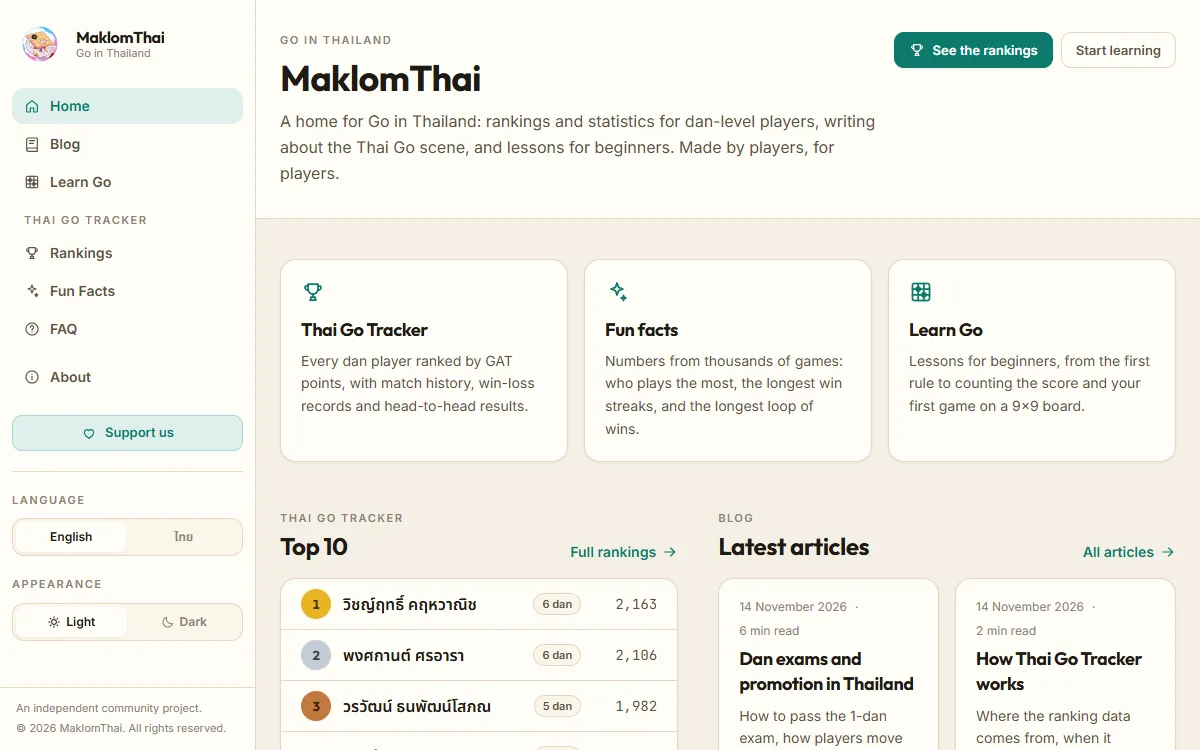 MaklomThai
Go in Thailand
Home
Blog
Learn Go
THAI GO TRACKER
Rankings
Fun Facts
FAQ
About
Support us
LANGUAGE
English
ไทย
APPEARANCE
Light
Dark
An independent community project.
© 2026 MaklomThai. All rights reserved.
GO IN THAILAND
MaklomThai
A home for Go in Thailand: rankings and statistics for dan-level players, writing
about the Thai Go scene, and lessons for beginners. Made by players, for
players.
See the rankings
Start learning
Thai Go Tracker
Every dan player ranked by GAT
points, with match history, win-loss
records and head-to-head results.
Fun facts
Numbers from thousands of games:
who plays the most, the longest win
streaks, and the longest loop of
wins.
Learn Go
Lessons for beginners, from the first
rule to counting the score and your
first game on a 9×9 board.
THAI GO TRACKER
Top 10
Full rankings →
1 วิชญ์ฤทธิ์ คฤหวาณิช 6 dan 2,163
2 พงศกานต์ ศรอารา 6 dan 2,106
3 วรวัฒน์ ธนพัฒน์โสภณ 5 dan 1,982
BLOG
Latest articles
All articles →
14 November 2026 ·
6 min read
Dan exams and
promotion in Thailand
How to pass the 1-dan
exam, how players move
14 November 2026 ·
2 min read
How Thai Go Tracker
works
Where the ranking data
comes from, when it